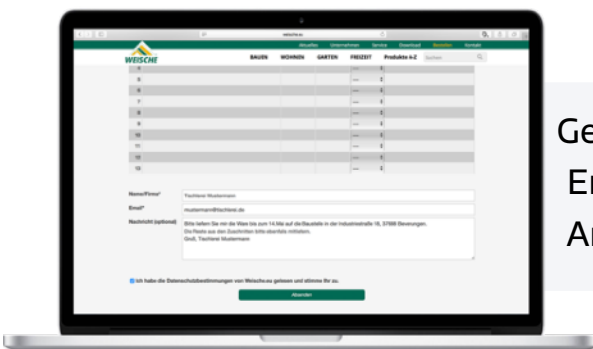 weische.eu
Aktuelles Unternehmen Service Download Bestellen Kontakt
WEISCHE
BAUEN WOHNEN GARTEN FREIZEIT Produkte A-Z Suchen
4
5
6
7
8
9
10
11
12
13
Name/Firma* Tischlerei Mustermann
Email* mustermann@tischlerei.de
Nachricht (optional) Bitte liefern Sie mir die Ware bis zum 14.Mai auf die Baustelle in der Industriestraße 18, 37688 Beverungen.
Die Reste aus den Zuschnitten bitte ebenfalls mitliefern.
Gruß, Tischlerei Mustermann
Ich habe die Datenschutzbestimmungen von Weische.eu gelesen und stimme ihr zu.
Absenden
Ge
Er